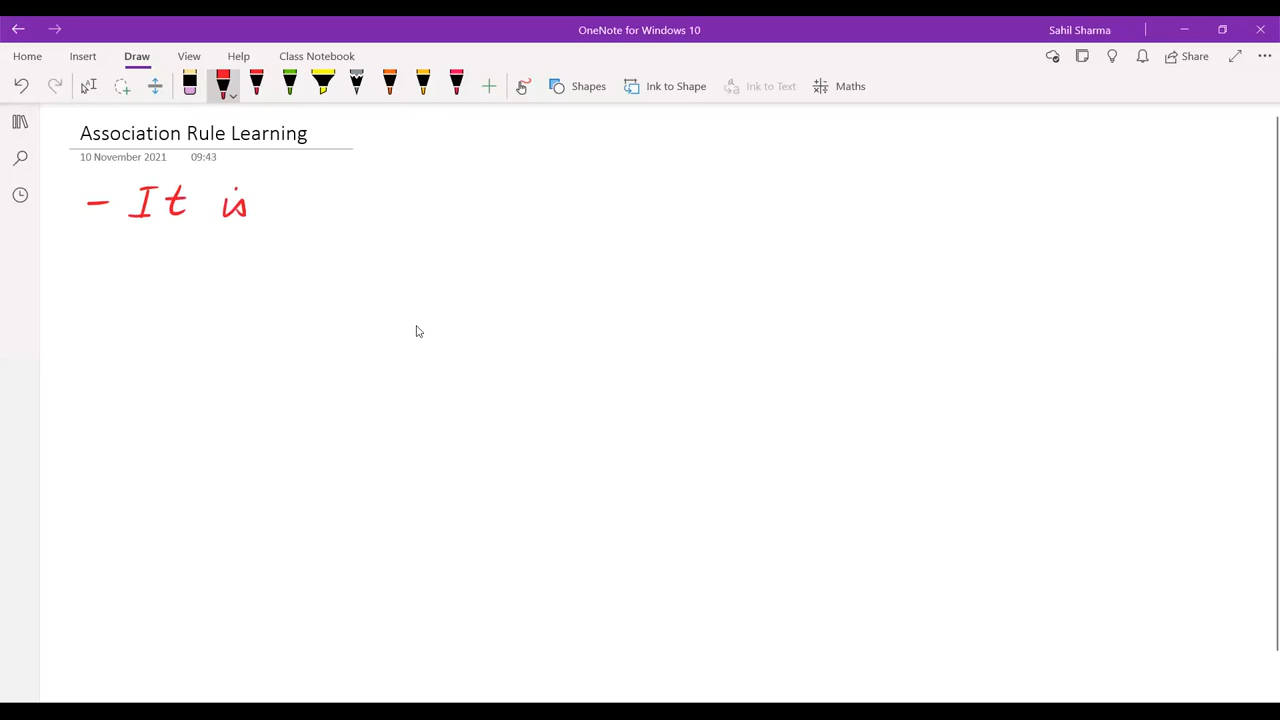 OneNote for Windows 10
Sahil Sharma
Home Insert Draw View Help Class Notebook
Share
Shapes Ink to Shape Ink to Text Maths
Association Rule Learning
10 November 2021 09:43
- It is